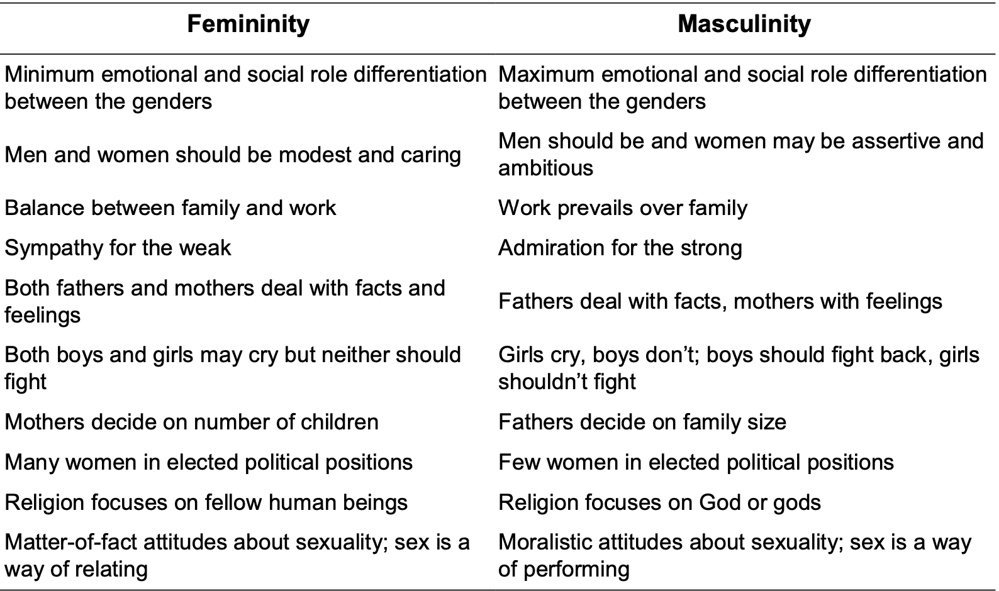 Femininity
Masculinity
Minimum emotional and social role differentiation
between the genders
Maximum emotional and social role differentiation
between the genders
Men and women should be modest and caring
Men should be and women may be assertive and
ambitious
Balance between family and work
Work prevails over family
Sympathy for the weak
Admiration for the strong
Both fathers and mothers deal with facts and
feelings
Fathers deal with facts, mothers with feelings
Both boys and girls may cry but neither should
fight
Girls cry, boys don’t; boys should fight back, girls
shouldn’t fight
Mothers decide on number of children
Fathers decide on family size
Many women in elected political positions
Few women in elected political positions
Religion focuses on fellow human beings
Religion focuses on God or gods
Matter-of-fact attitudes about sexuality; sex is a
way of relating
Moralistic attitudes about sexuality; sex is a way
of performing